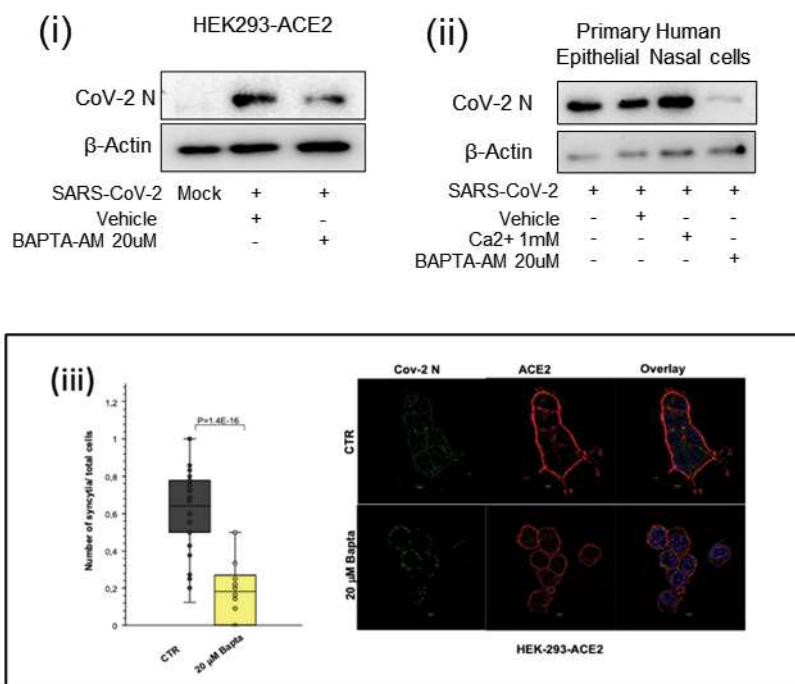 (i)
HEK293-ACE2
CoV-2 N
β-Actin
SARS-CoV-2 Mock + +
Vehicle + -
BAPTA-AM 20uM - +
(ii)
Primary Human
Epithelial Nasal cells
CoV-2 N
β-Actin
SARS-CoV-2 + + + +
Vehicle - + - -
Ca2+ 1mM - - + -
BAPTA-AM 20uM - - - +
(iii)
Number of syncytia/ total cells
1,2
1
0,8
0,6
0,4
0,2
0
P=1.4E-16
CTR
20 µM Bapta
Cov-2 N ACE2 Overlay
CTR
20 µM Bapta
HEK-293-ACE2